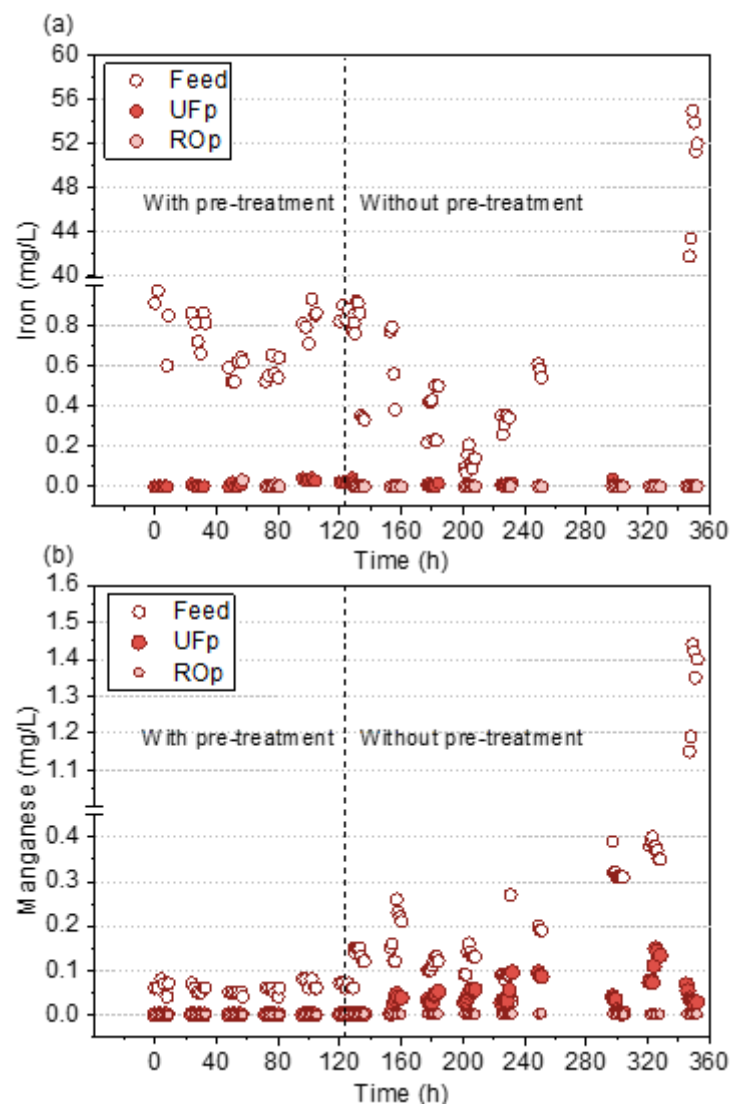 (a)
60
56
52
48
44
40
0.8
0.6
0.4
0.2
0.0
Iron (mg/L)
Feed
UFp
ROp
With pre-treatment
Without pre-treatment
0 40 80 120 160 200 240 280 320 360
Time (h)
(b)
1.6
1.5
1.4
1.3
1.2
1.1
0.4
0.3
0.2
0.1
0.0
Manganese (mg/L)
Feed
UFp
ROp
With pre-treatment
Without pre-treatment
0 40 80 120 160 200 240 280 320 360
Time (h)